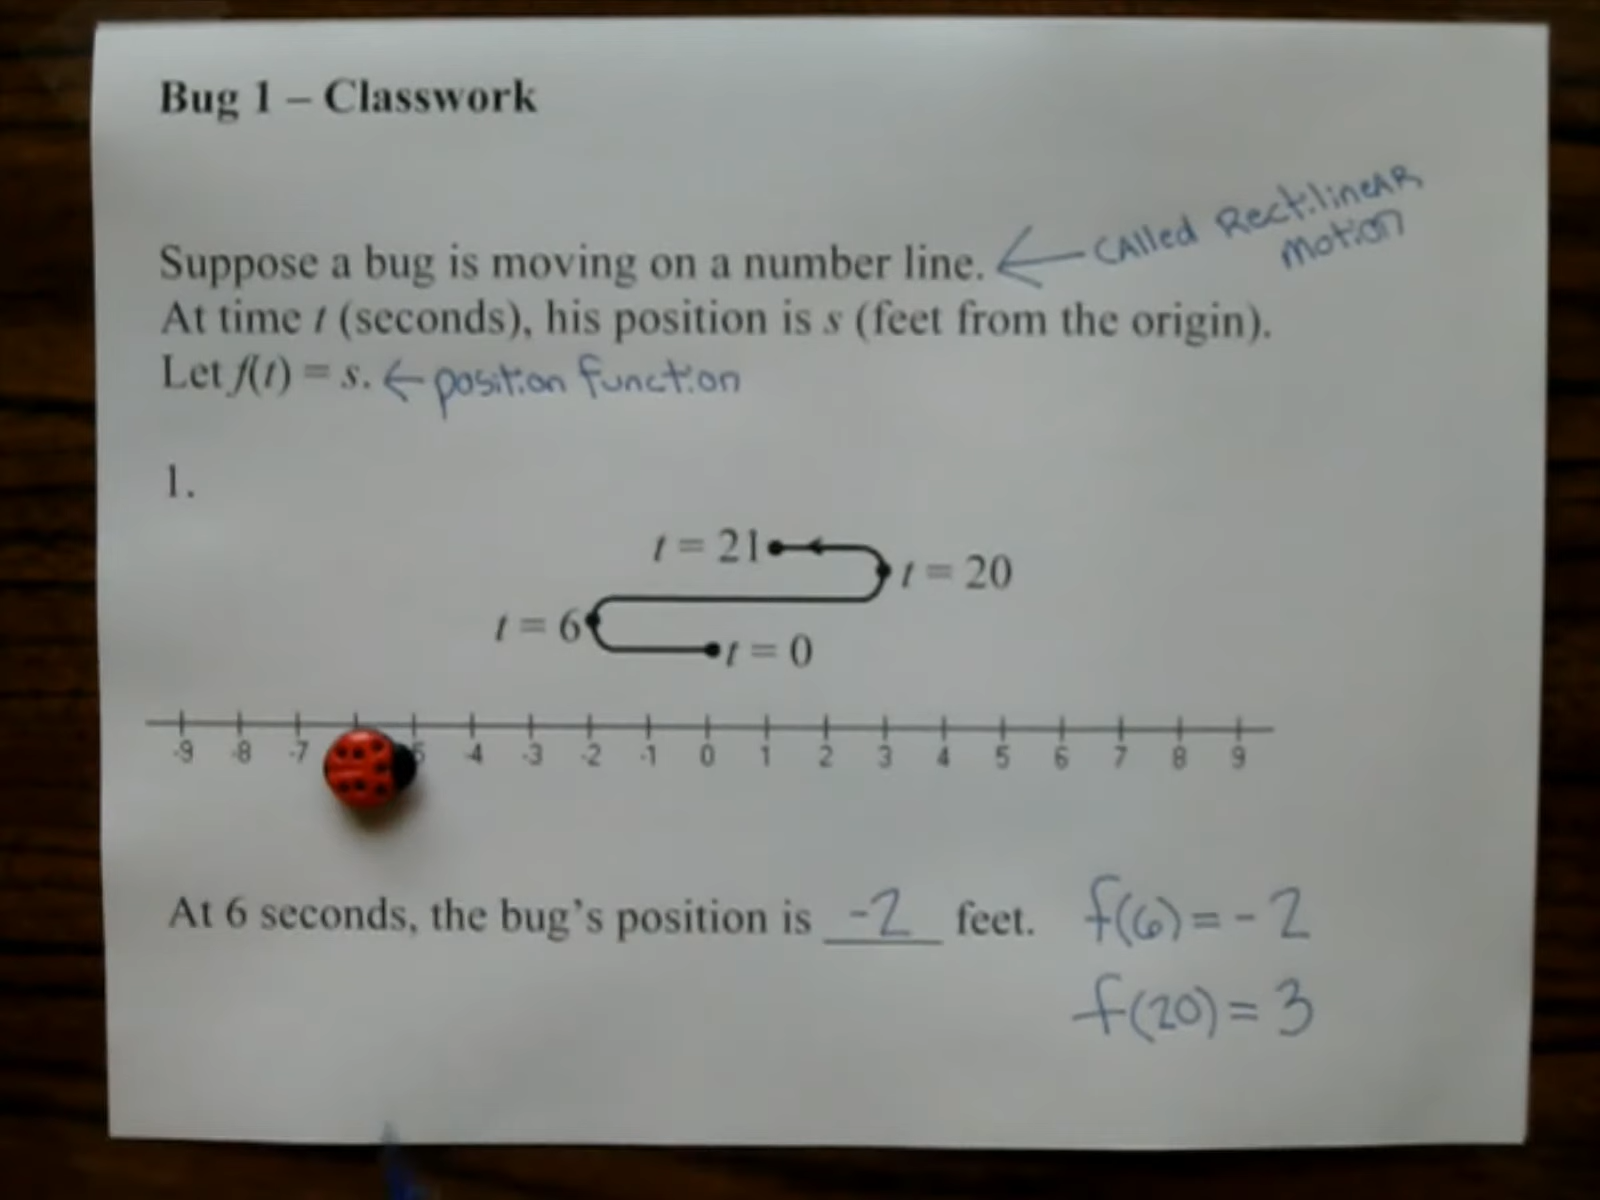 Bug 1 – Classwork
Suppose a bug is moving on a number line. ← CAlled RectilineAR
motion
At time t (seconds), his position is s (feet from the origin).
Let f(t) = s. ← position function
1.
t = 21
t = 20
t = 6
t = 0
-9 -8 -7 5 -4 -3 -2 -1 0 1 2 3 4 5 6 7 8 9
At 6 seconds, the bug’s position is -2 feet. f(6) = -2
f(20) = 3